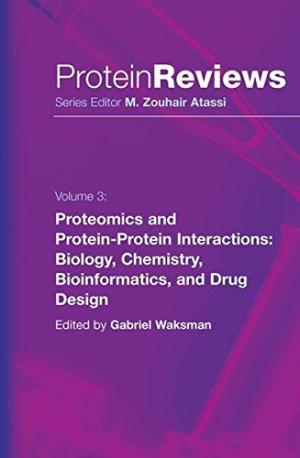 ProteinReviews
Series Editor M. Zouhair Atassi
Volume 3:
Proteomics and
Protein-Protein Interactions:
Biology, Chemistry,
Bioinformatics, and Drug
Design
Edited by Gabriel Waksman